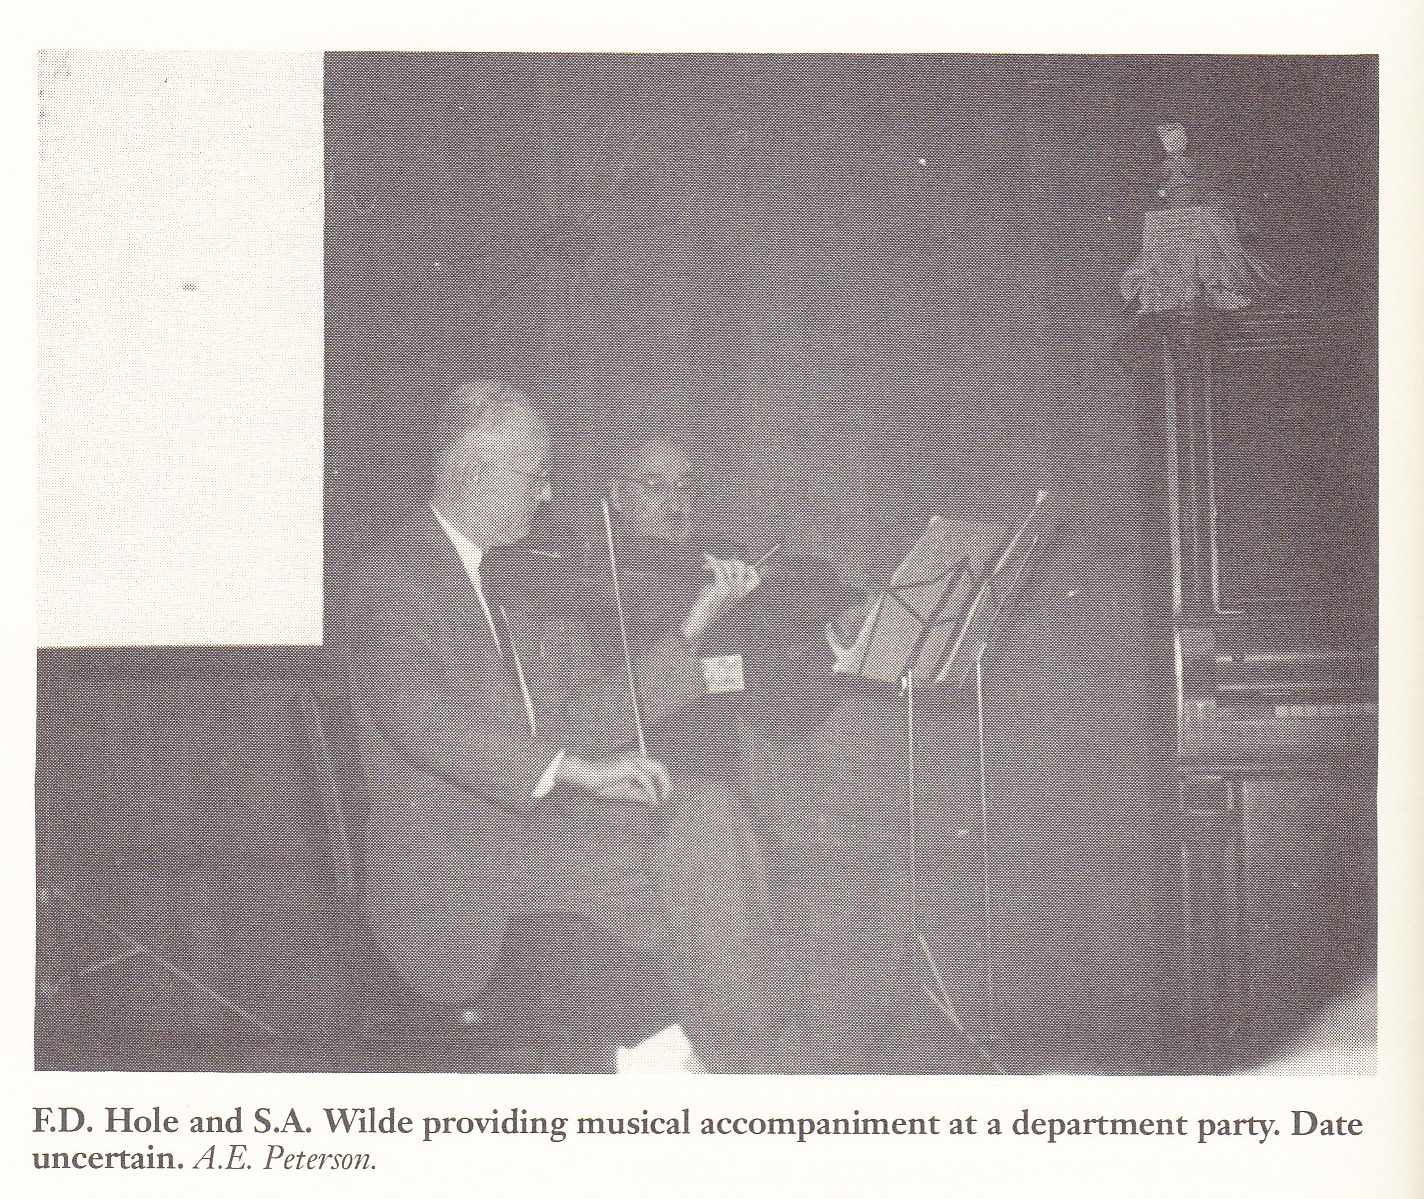 F.D. Hole and S.A. Wilde providing musical accompaniment at a department party. Date
uncertain. A.E. Peterson.